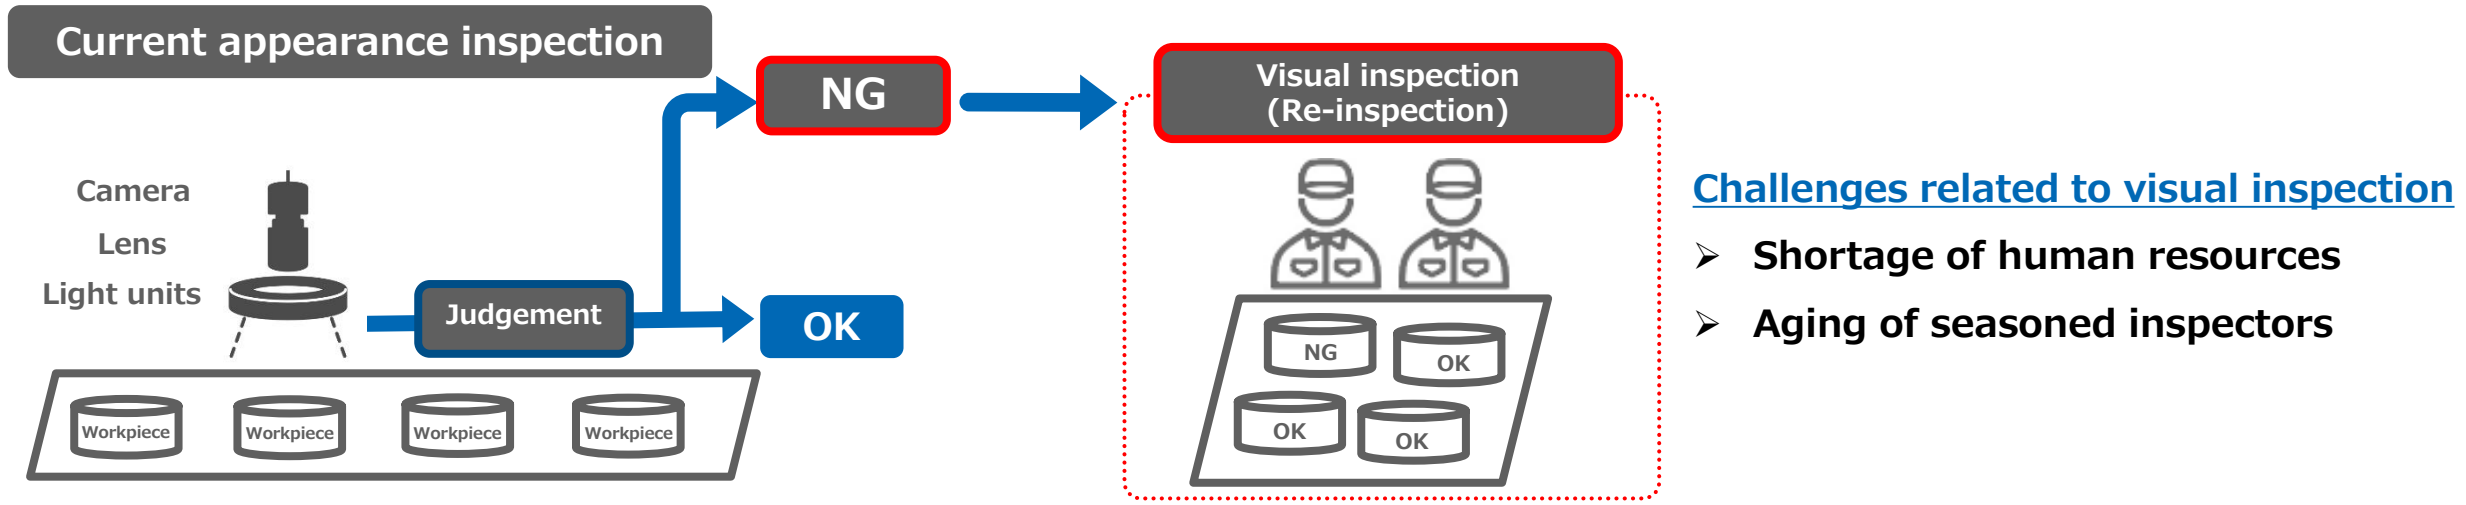 Current appearance inspection
NG
Visual inspection
(Re-inspection)
Camera
Lens
Light units
Judgement
OK
Workpiece
Workpiece
Workpiece
Workpiece
NG
OK
OK
OK
Challenges related to visual inspection
➢ Shortage of human resources
➢ Aging of seasoned inspectors